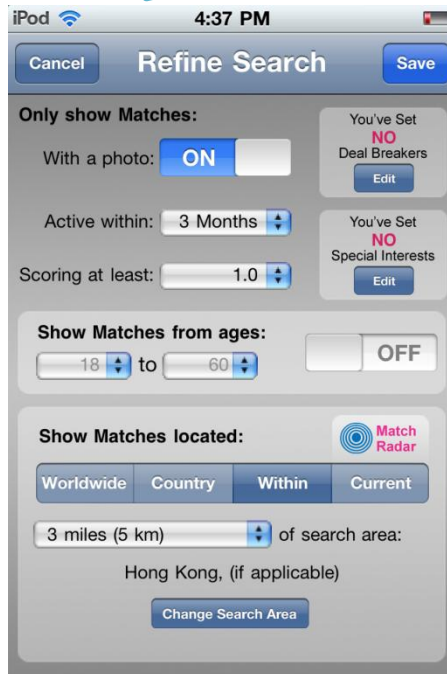 iPod 4:37 PM
Cancel Refine Search Save
Only show Matches:
With a photo: ON
You've Set
NO
Deal Breakers
Edit
Active within: 3 Months
Scoring at least: 1.0
You've Set
NO
Special Interests
Edit
Show Matches from ages:
18 to 60 OFF
Show Matches located:
Match
Radar
Worldwide Country Within Current
3 miles (5 km) of search area:
Hong Kong, (if applicable)
Change Search Area